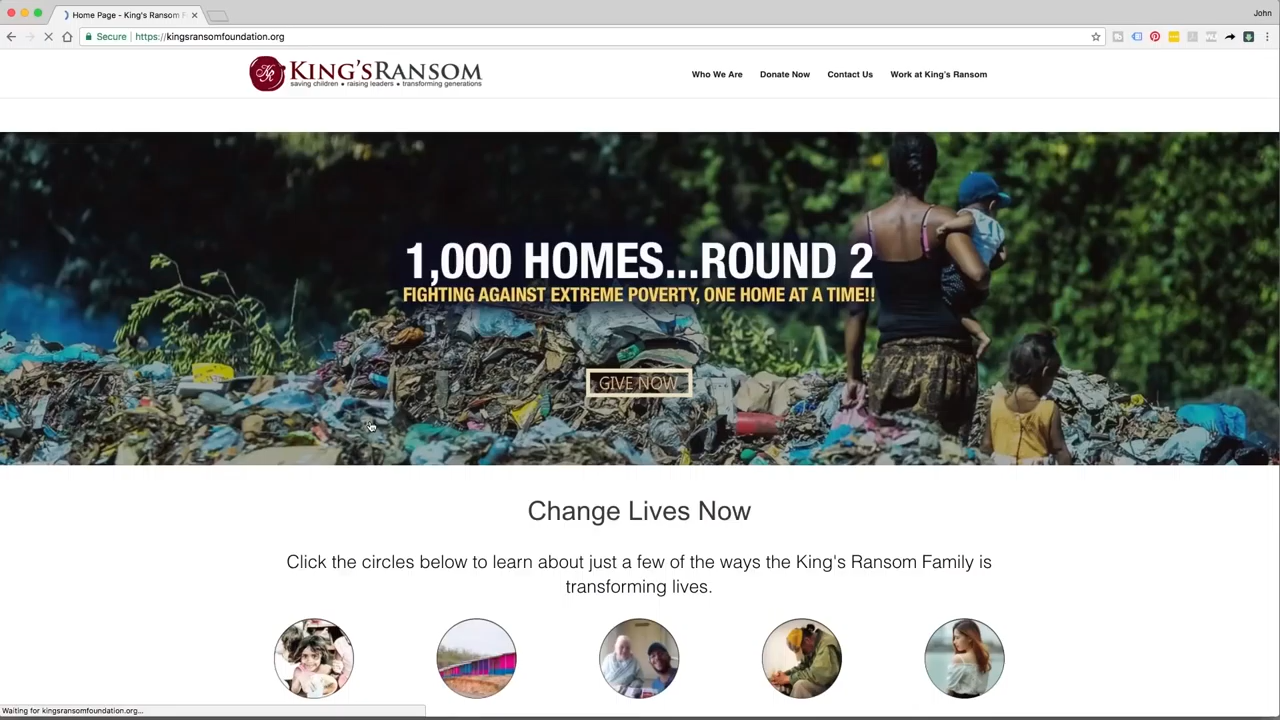 Home Page - King's Ransom F
John
Secure
https://kingsransomfoundation.org
KING'SRANSOM
saving children • raising leaders • transforming generations
Who We Are
Donate Now
Contact Us
Work at King's Ransom
1,000 HOMES...ROUND 2
FIGHTING AGAINST EXTREME POVERTY, ONE HOME AT A TIME!!
GIVE NOW
Change Lives Now
Click the circles below to learn about just a few of the ways the King's Ransom Family is
transforming lives.
Waiting for kingsransomfoundation.org...